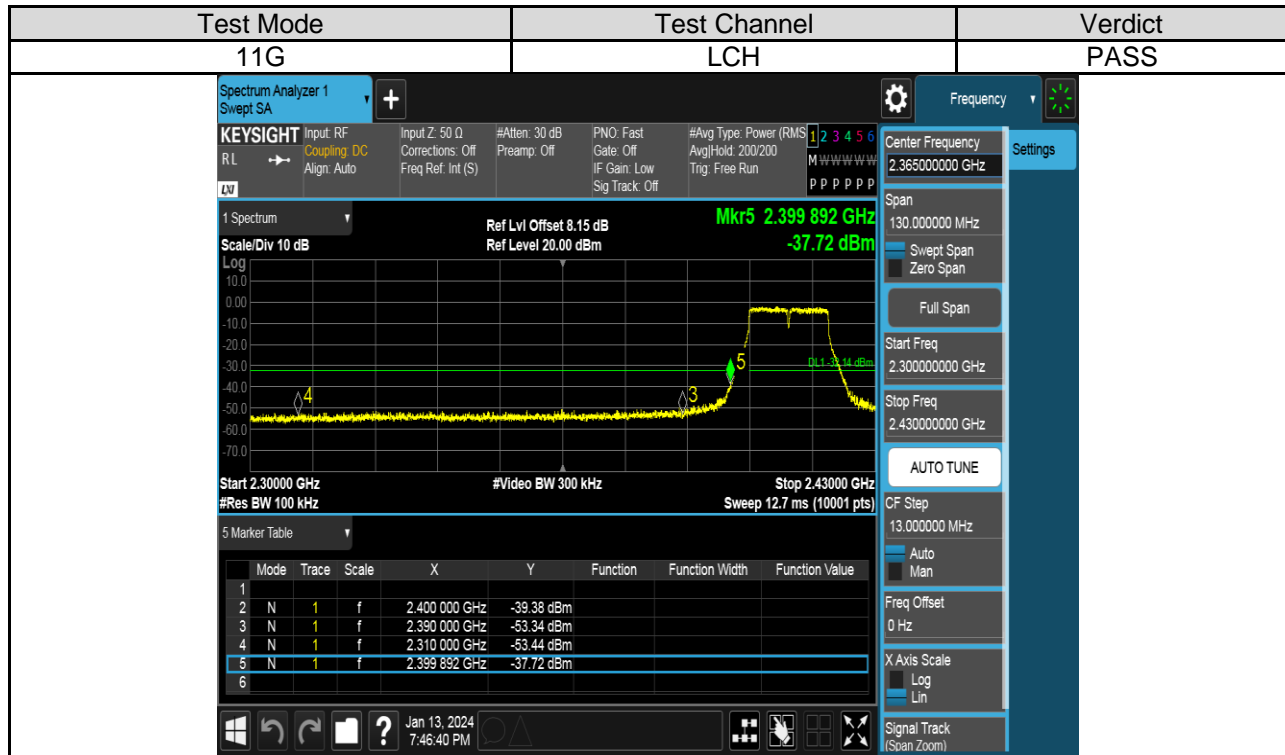 Test Mode Test Channel Verdict
11G LCH PASS
Spectrum Analyzer 1
Swept SA
+
Frequency
KEYSIGHT
RL
LXI
Input: RF
Coupling: DC
Align: Auto
Input Z: 50 Ω
Corrections: Off
Freq Ref: Int (S)
#Atten: 30 dB
Preamp: Off
PNO: Fast
Gate: Off
IF Gain: Low
Sig Track: Off
#Avg Type: Power (RMS
Avg|Hold: 200/200
Trig: Free Run
1 2 3 4 5 6
M W W W W W
P P P P P P
1 Spectrum
Scale/Div 10 dB
Ref Lvl Offset 8.15 dB
Ref Level 20.00 dBm
Mkr5 2.399 892 GHz
-37.72 dBm
Log
10.0
0.00
-10.0
-20.0
-30.0
-40.0
-50.0
-60.0
-70.0
4
3
5
DL1 -32.14 dBm
Start 2.30000 GHz #Video BW 300 kHz Stop 2.43000 GHz
#Res BW 100 kHz Sweep 12.7 ms (10001 pts)
5 Marker Table
Mode Trace Scale X Y Function Function Width Function Value
1
2 N 1 f 2.400 000 GHz -39.38 dBm
3 N 1 f 2.390 000 GHz -53.34 dBm
4 N 1 f 2.310 000 GHz -53.44 dBm
5 N 1 f 2.399 892 GHz -37.72 dBm
6
?
Jan 13, 2024
7:46:40 PM
Center Frequency
2.365000000 GHz
Settings
Span
130.000000 MHz
Swept Span
Zero Span
Full Span
Start Freq
2.300000000 GHz
Stop Freq
2.430000000 GHz
AUTO TUNE
CF Step
13.000000 MHz
Auto
Man
Freq Offset
0 Hz
X Axis Scale
Log
Lin
Signal Track
(Span Zoom)